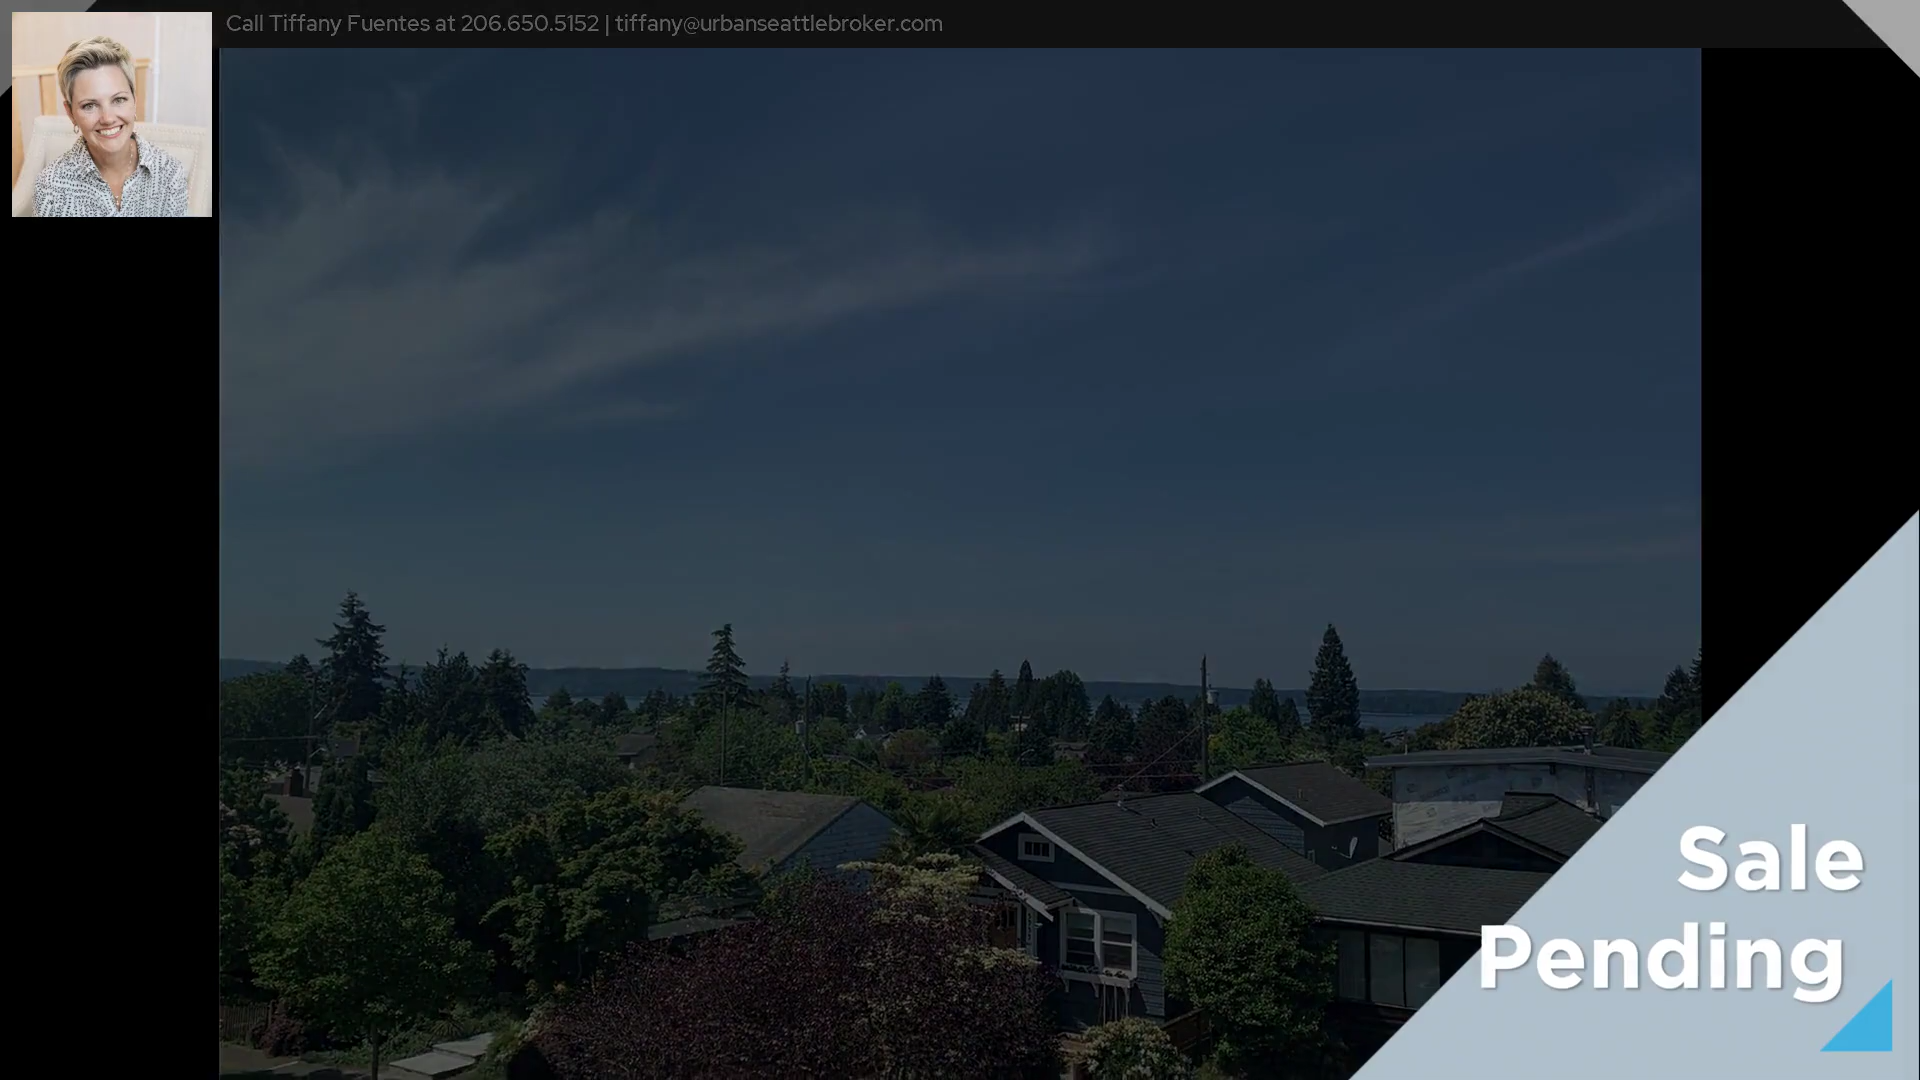 Call Tiffany Fuentes at 206.650.5152 | tiffany@urbanseattlebroker.com
Sale
Pending